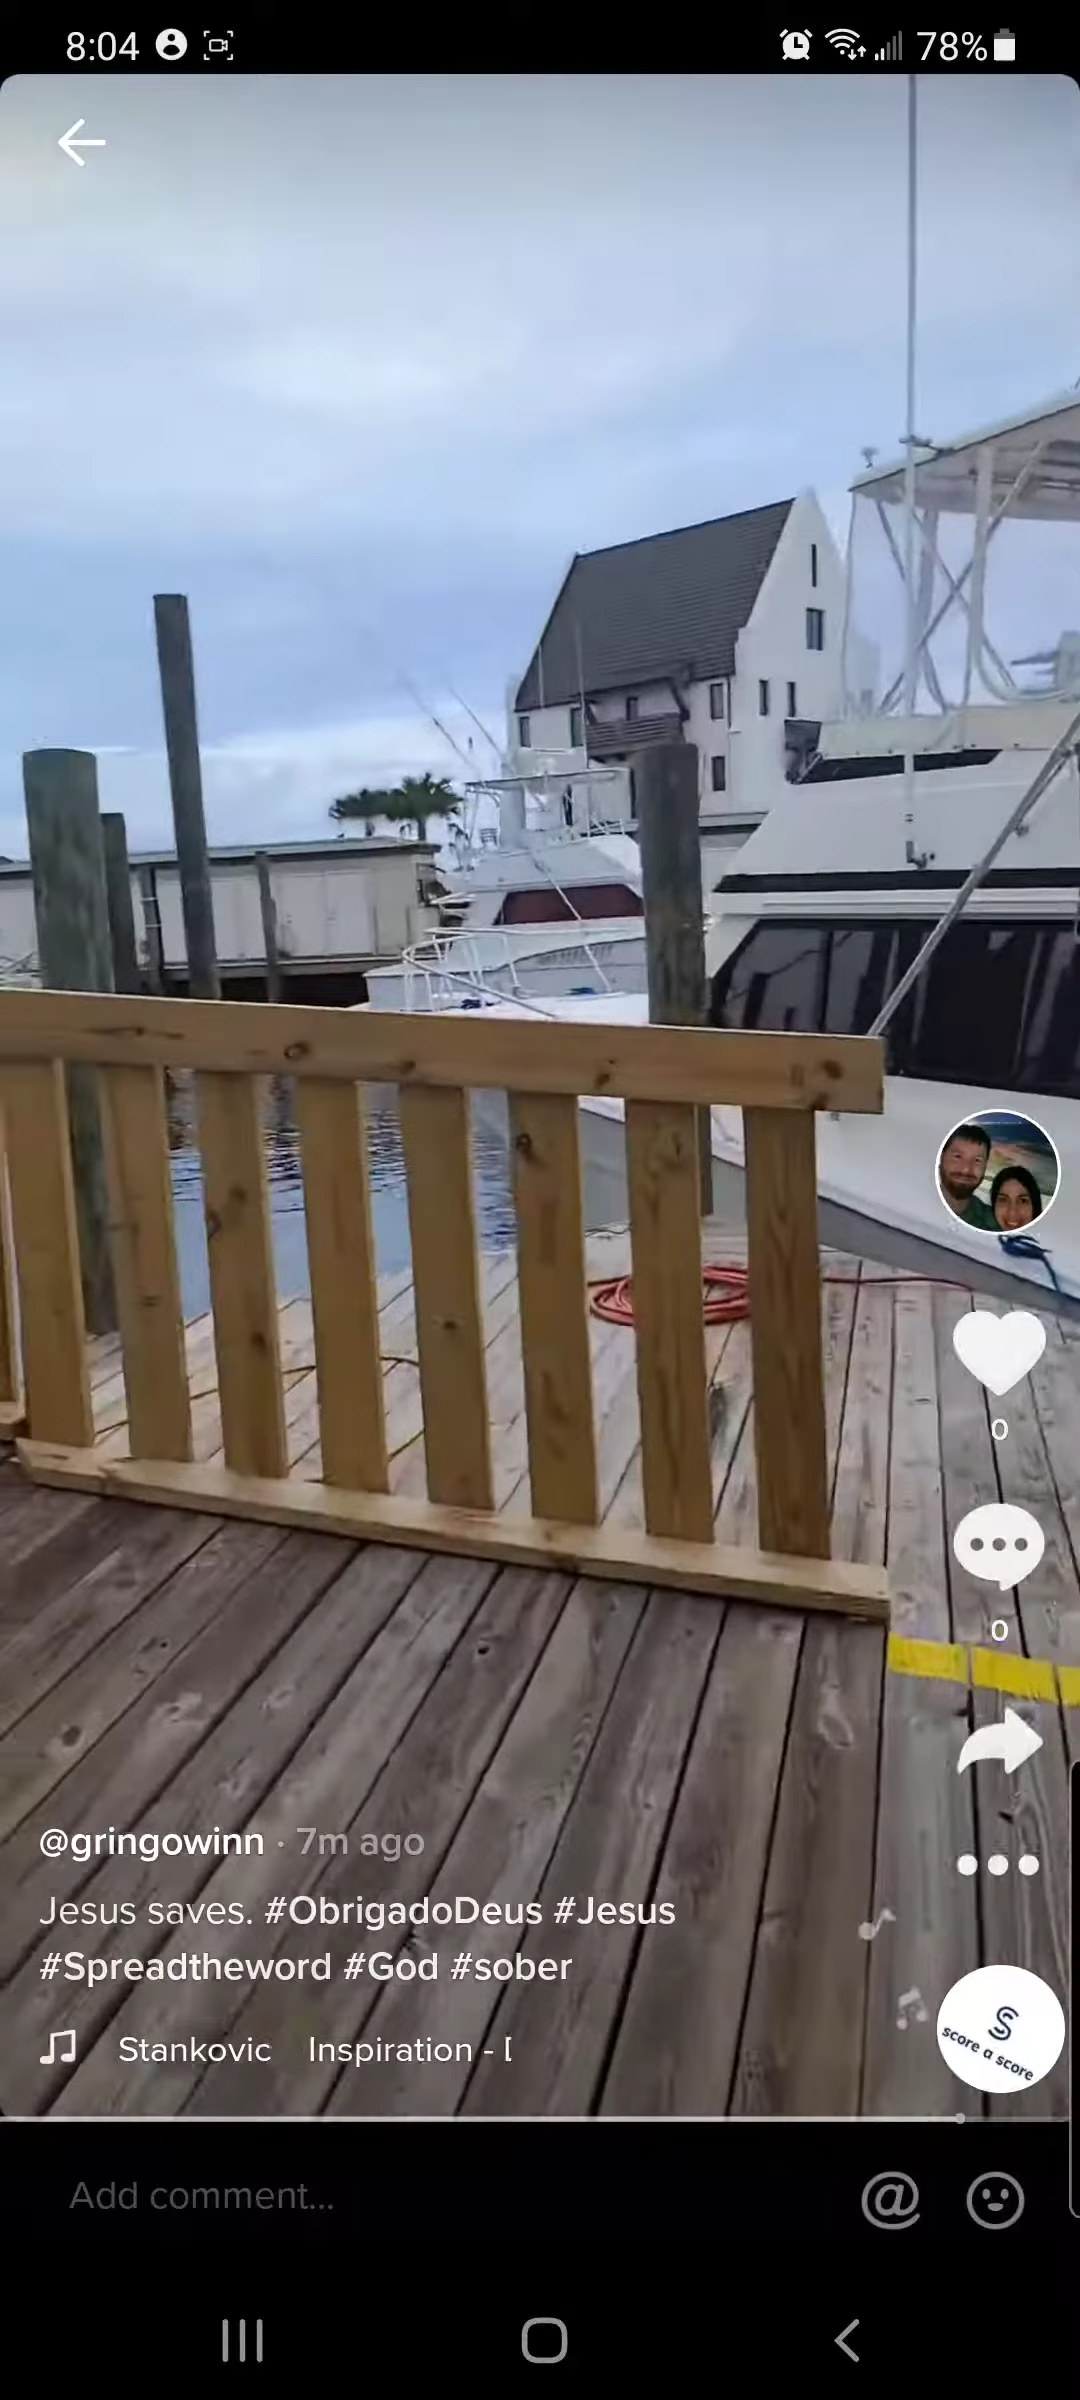 8:04
78%
0
0
@gringowinn · 7m ago
Jesus saves. #ObrigadoDeus #Jesus
#Spreadtheword #God #sober
Stankovic Inspiration - [
score a score
Add comment...